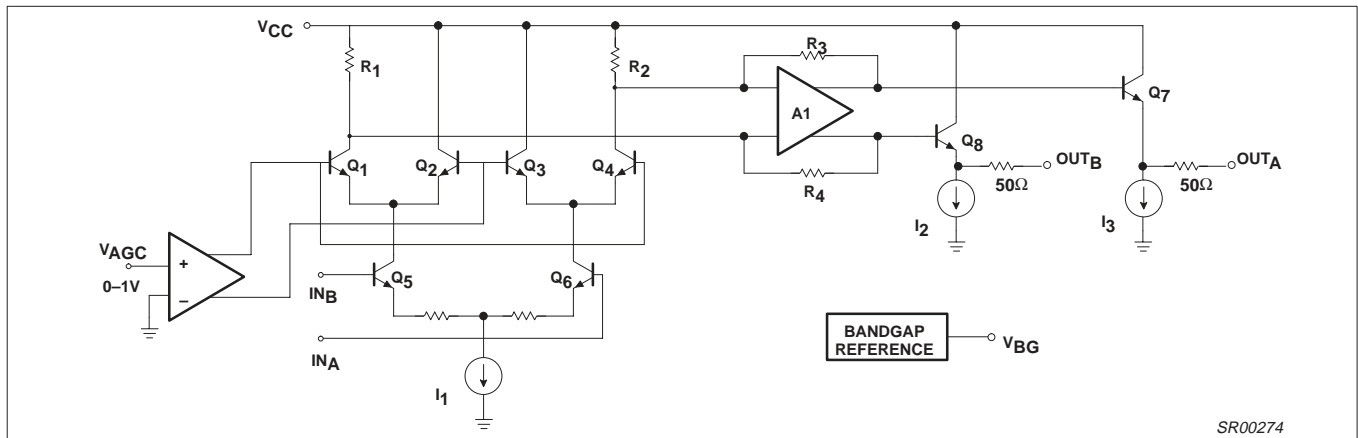 VCC
R1
R2
R3
A1
Q7
Q8
Q1
Q2
Q3
Q4
R4
50Ω
OUTB
50Ω
OUTA
I2
I3
VAGC
0–1V
+
–
INB
Q5
Q6
INA
I1
BANDGAP
REFERENCE
VBG
SR00274